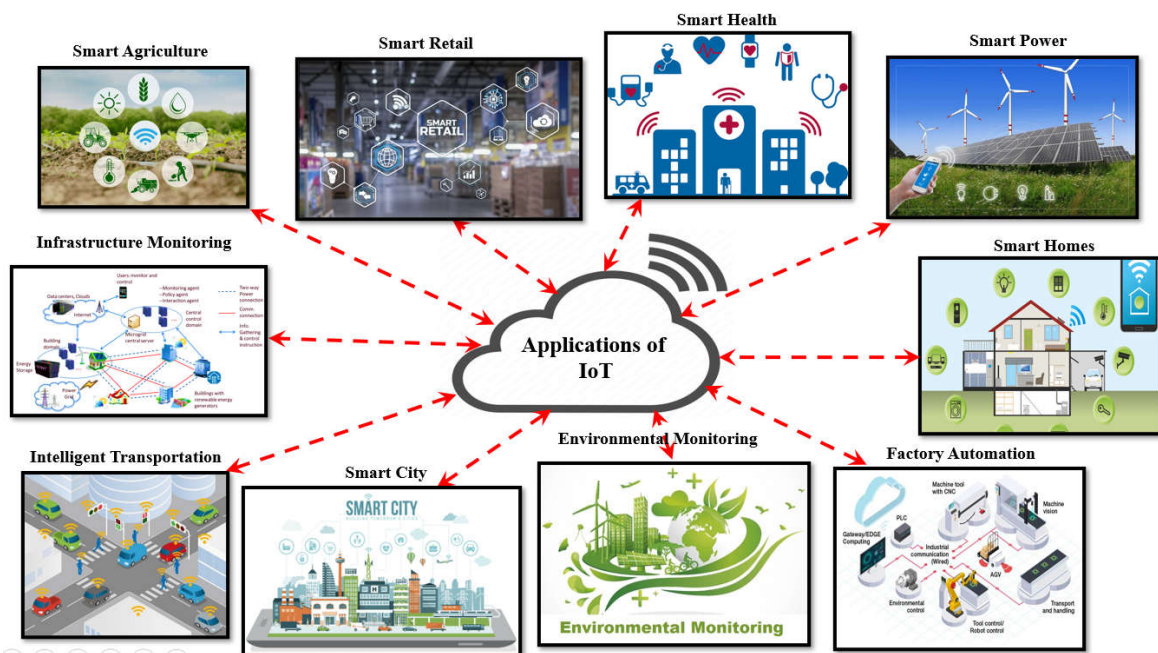 Smart Agriculture
Smart Retail
Smart Health
Smart Power
SMART
RETAIL
Infrastructure Monitoring
Smart Homes
Users monitor and
control
Data centers, Clouds
Internet
-Monitoring agent
-Policy agent
-Interaction agent
Two-way
Power
connection
Comm.
connection
Info.
Gathering
& control
instruction
Central
control
domain
Microgrid
central server
Building
domain
Energy
Storage
Power
Grid
Buildings with
renewable energy
generators
Applications of
IoT
Intelligent Transportation
Smart City
Environmental Monitoring
Factory Automation
SMART CITY
BUILDING TOMORROW'S CITIES
H
Environmental Monitoring
Machine tool
with CNC
Machine
vision
PLC
Gateway/EDGE
Computing
Industrial
communication
(Wired)
AGV
Environmental
control
Tool control/
Robot control
Transport
and handling